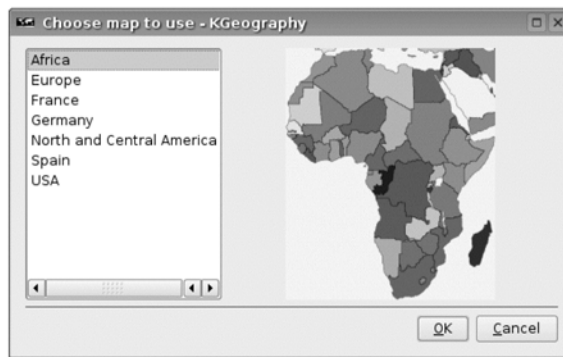 Choose map to use - KGeography
Africa
Europe
France
Germany
North and Central America
Spain
USA
OK
Cancel